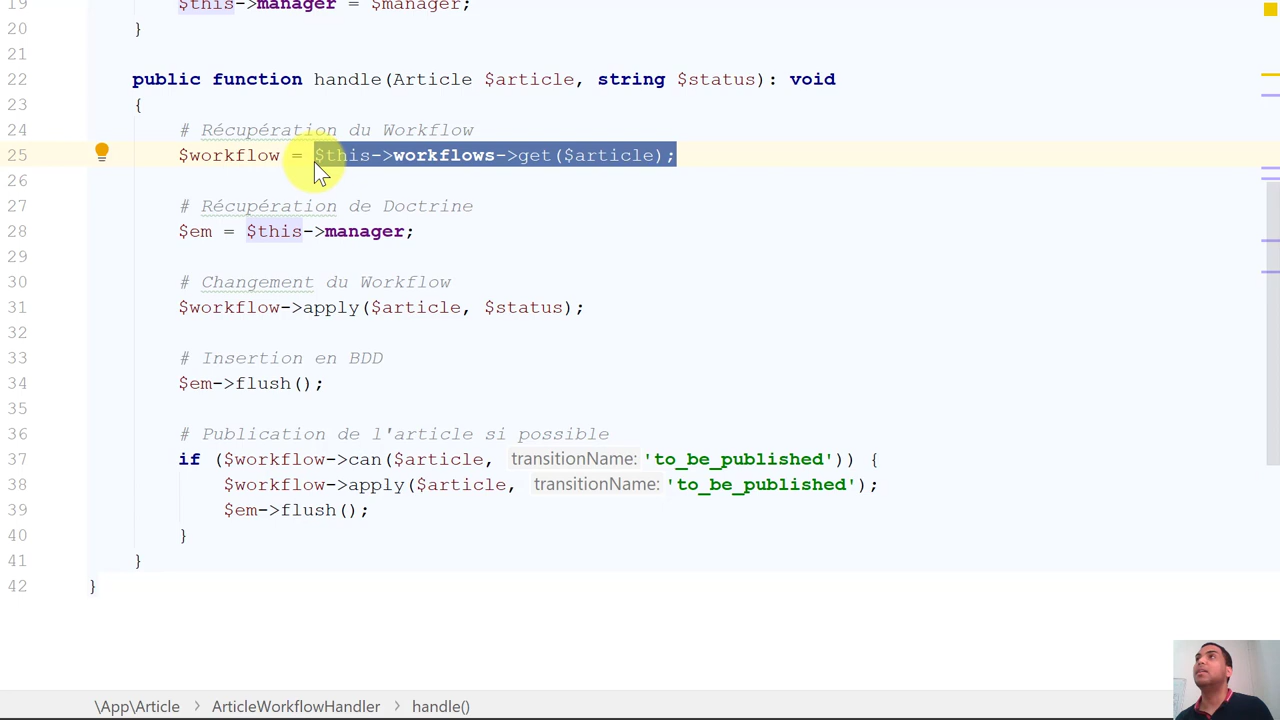 19 $this->manager = $manager;
20 }
21
22 public function handle(Article $article, string $status): void
23 {
24 # Récupération du Workflow
25 $workflow = $this->workflows->get($article);
26
27 # Récupération de Doctrine
28 $em = $this->manager;
29
30 # Changement du Workflow
31 $workflow->apply($article, $status);
32
33 # Insertion en BDD
34 $em->flush();
35
36 # Publication de l'article si possible
37 if ($workflow->can($article, transitionName: 'to_be_published')) {
38 $workflow->apply($article, transitionName: 'to_be_published');
39 $em->flush();
40 }
41 }
42 }
\App\Article > ArticleWorkflowHandler > handle()